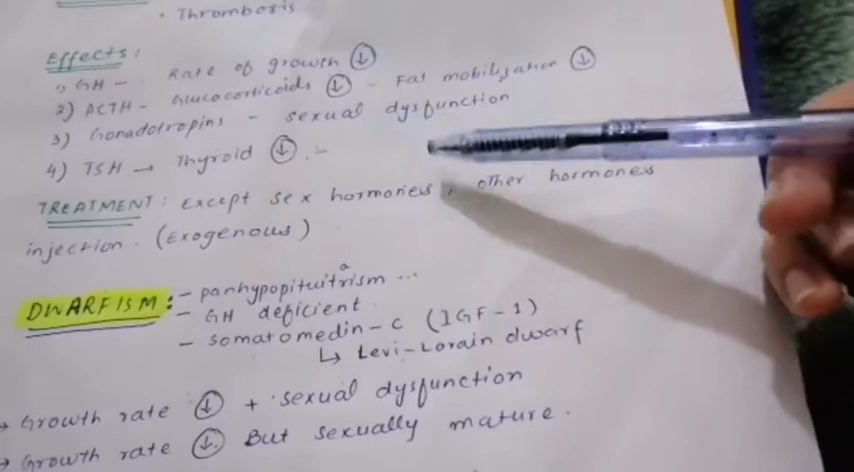 • Thrombosis
Effects:
1) GH – Rate of growth ↓
2) ACTH – Glucocorticoids ↓ – Fat mobilization ↓
3) Gonadotropins – sexual dysfunction
4) TSH → Thyroid ↓ . –
TREATMENT: Except sex hormones, other hormones
injection. (Exogenous)
DWARFISM: – panhypopituitarism ...
– GH deficient
– Somatomedin-C (IGF-1)
↳ Levi-Lorain dwarf
→ Growth rate ↓ + sexual dysfunction
→ Growth rate ↓ But sexually mature.